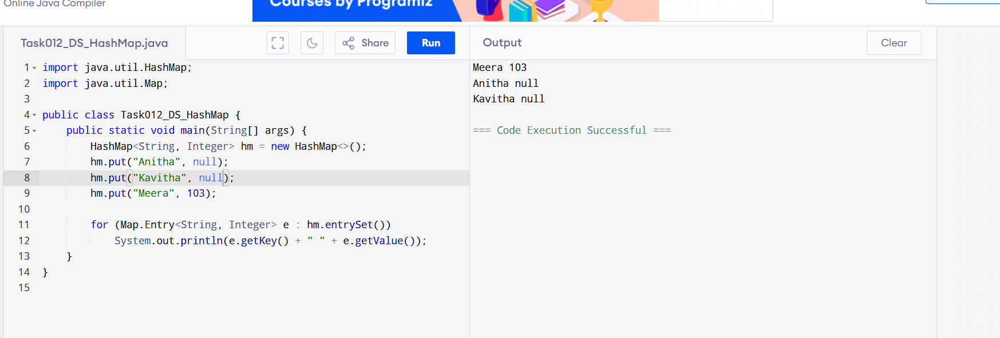 Online Java Compiler
Courses by Programiz
Task012_DS_HashMap.java
Share
Run
Output
Clear
1 import java.util.HashMap;
2 import java.util.Map;
3
4 public class Task012_DS_HashMap {
5     public static void main(String[] args) {
6         HashMap<String, Integer> hm = new HashMap<>();
7         hm.put("Anitha", null);
8         hm.put("Kavitha", null);
9         hm.put("Meera", 103);
10
11         for (Map.Entry<String, Integer> e : hm.entrySet())
12             System.out.println(e.getKey() + " " + e.getValue());
13     }
14 }
15
Meera 103
Anitha null
Kavitha null
=== Code Execution Successful ===